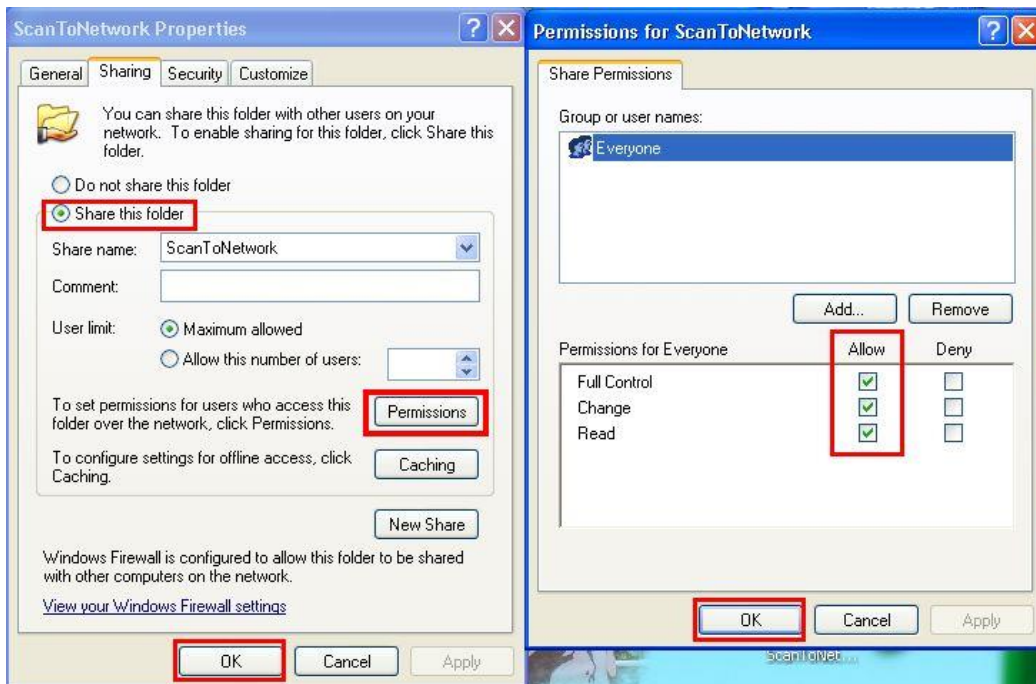 ScanToNetwork Properties
General Sharing Security Customize
You can share this folder with other users on your
network. To enable sharing for this folder, click Share this
folder.
Do not share this folder
Share this folder
Share name: ScanToNetwork
Comment:
User limit: Maximum allowed
Allow this number of users:
To set permissions for users who access this
folder over the network, click Permissions.
Permissions
To configure settings for offline access, click
Caching.
Caching
New Share
Windows Firewall is configured to allow this folder to be shared
with other computers on the network.
View your Windows Firewall settings
OK Cancel Apply
Permissions for ScanToNetwork
Share Permissions
Group or user names:
Everyone
Add... Remove
Permissions for Everyone Allow Deny
Full Control
Change
Read
OK Cancel Apply
ScanToNet...